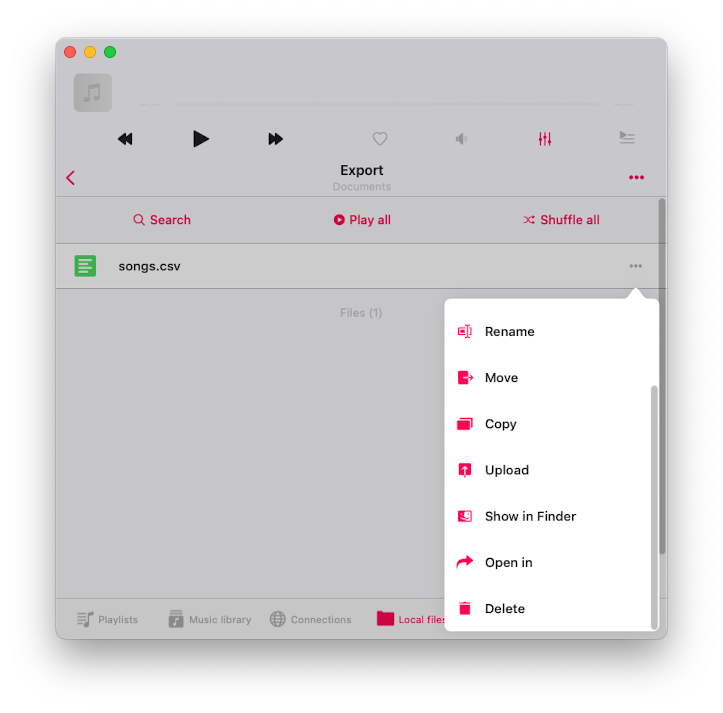 --:--
--:--
Export
Documents
Search
Play all
Shuffle all
songs.csv
Files (1)
Rename
Move
Copy
Upload
Show in Finder
Open in
Delete
Playlists
Music library
Connections
Local files